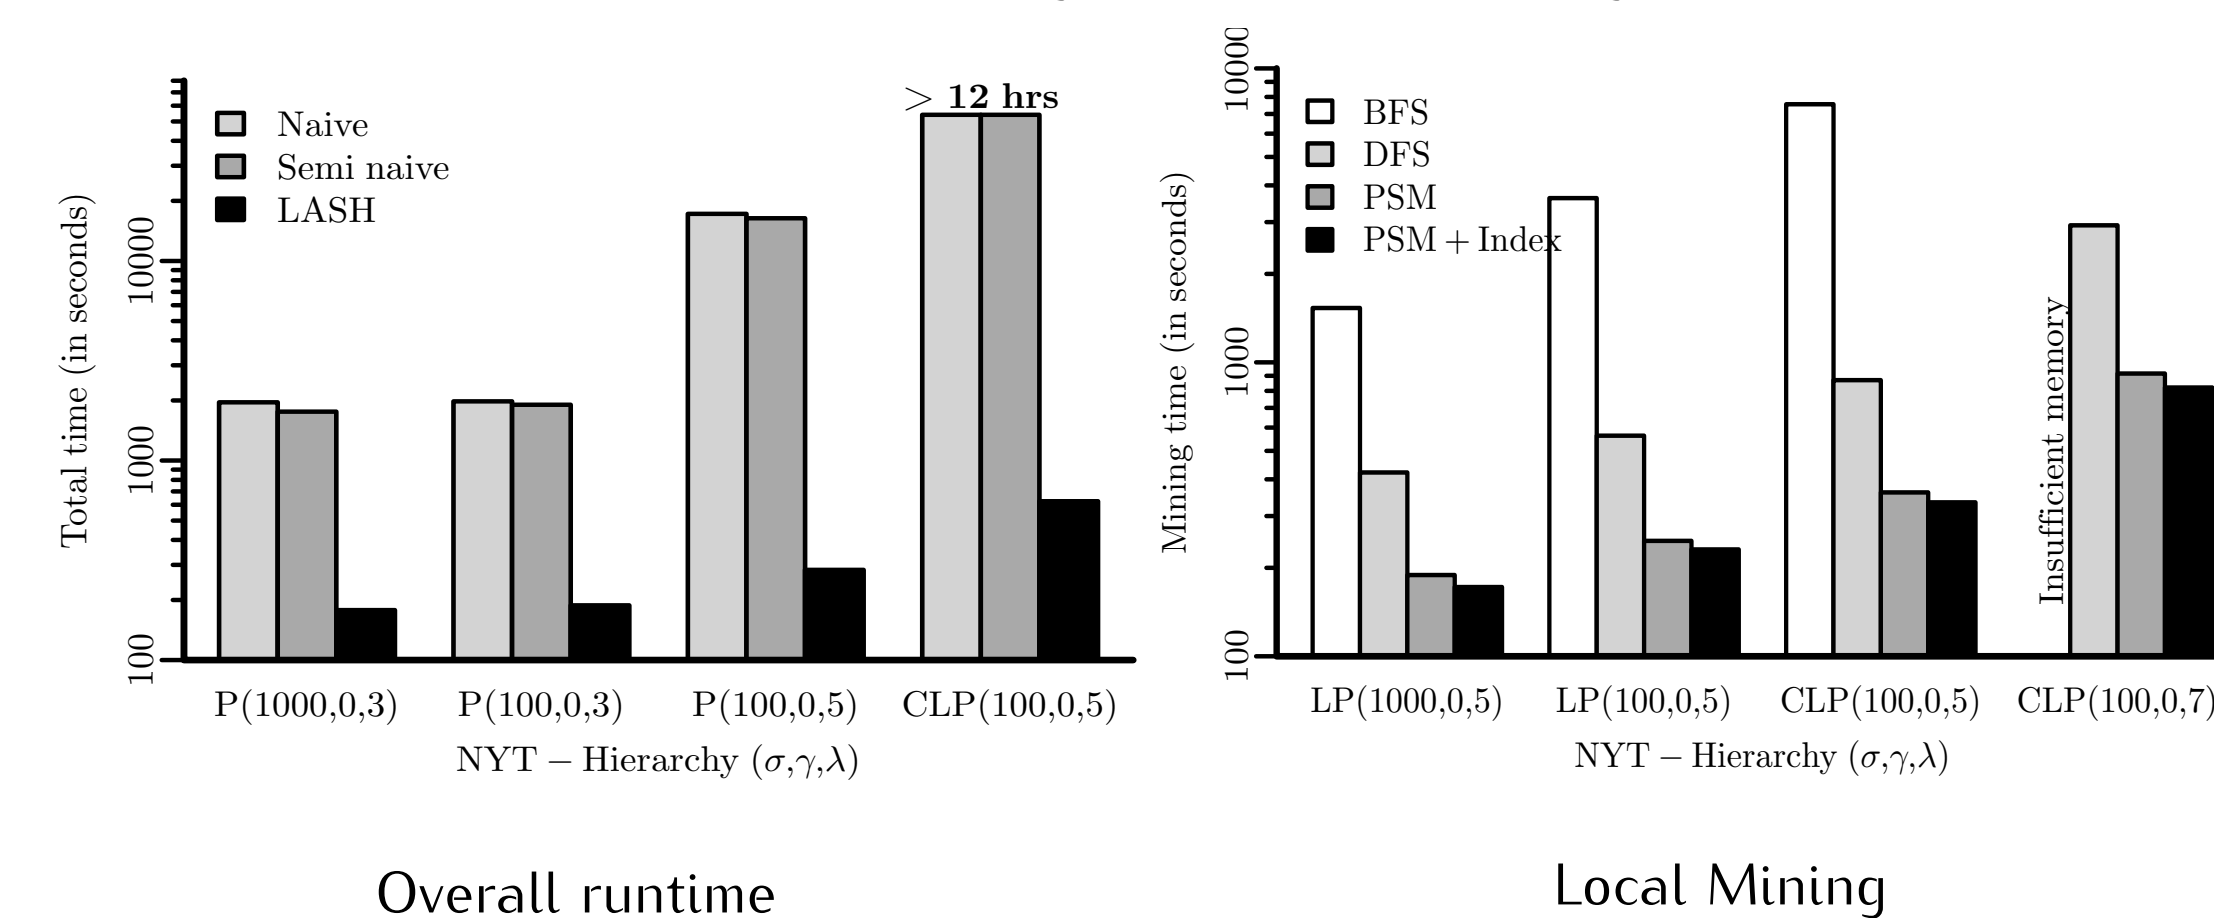 > 12 hrs
Naive
Semi naive
LASH
Total time (in seconds)
10000
1000
100
P(1000,0,3)
P(100,0,3)
P(100,0,5)
CLP(100,0,5)
NYT – Hierarchy (σ,γ,λ)
Overall runtime
BFS
DFS
PSM
PSM + Index
Mining time (in seconds)
10000
1000
100
Insufficient memory
LP(1000,0,5)
LP(100,0,5)
CLP(100,0,5)
CLP(100,0,7)
NYT – Hierarchy (σ,γ,λ)
Local Mining